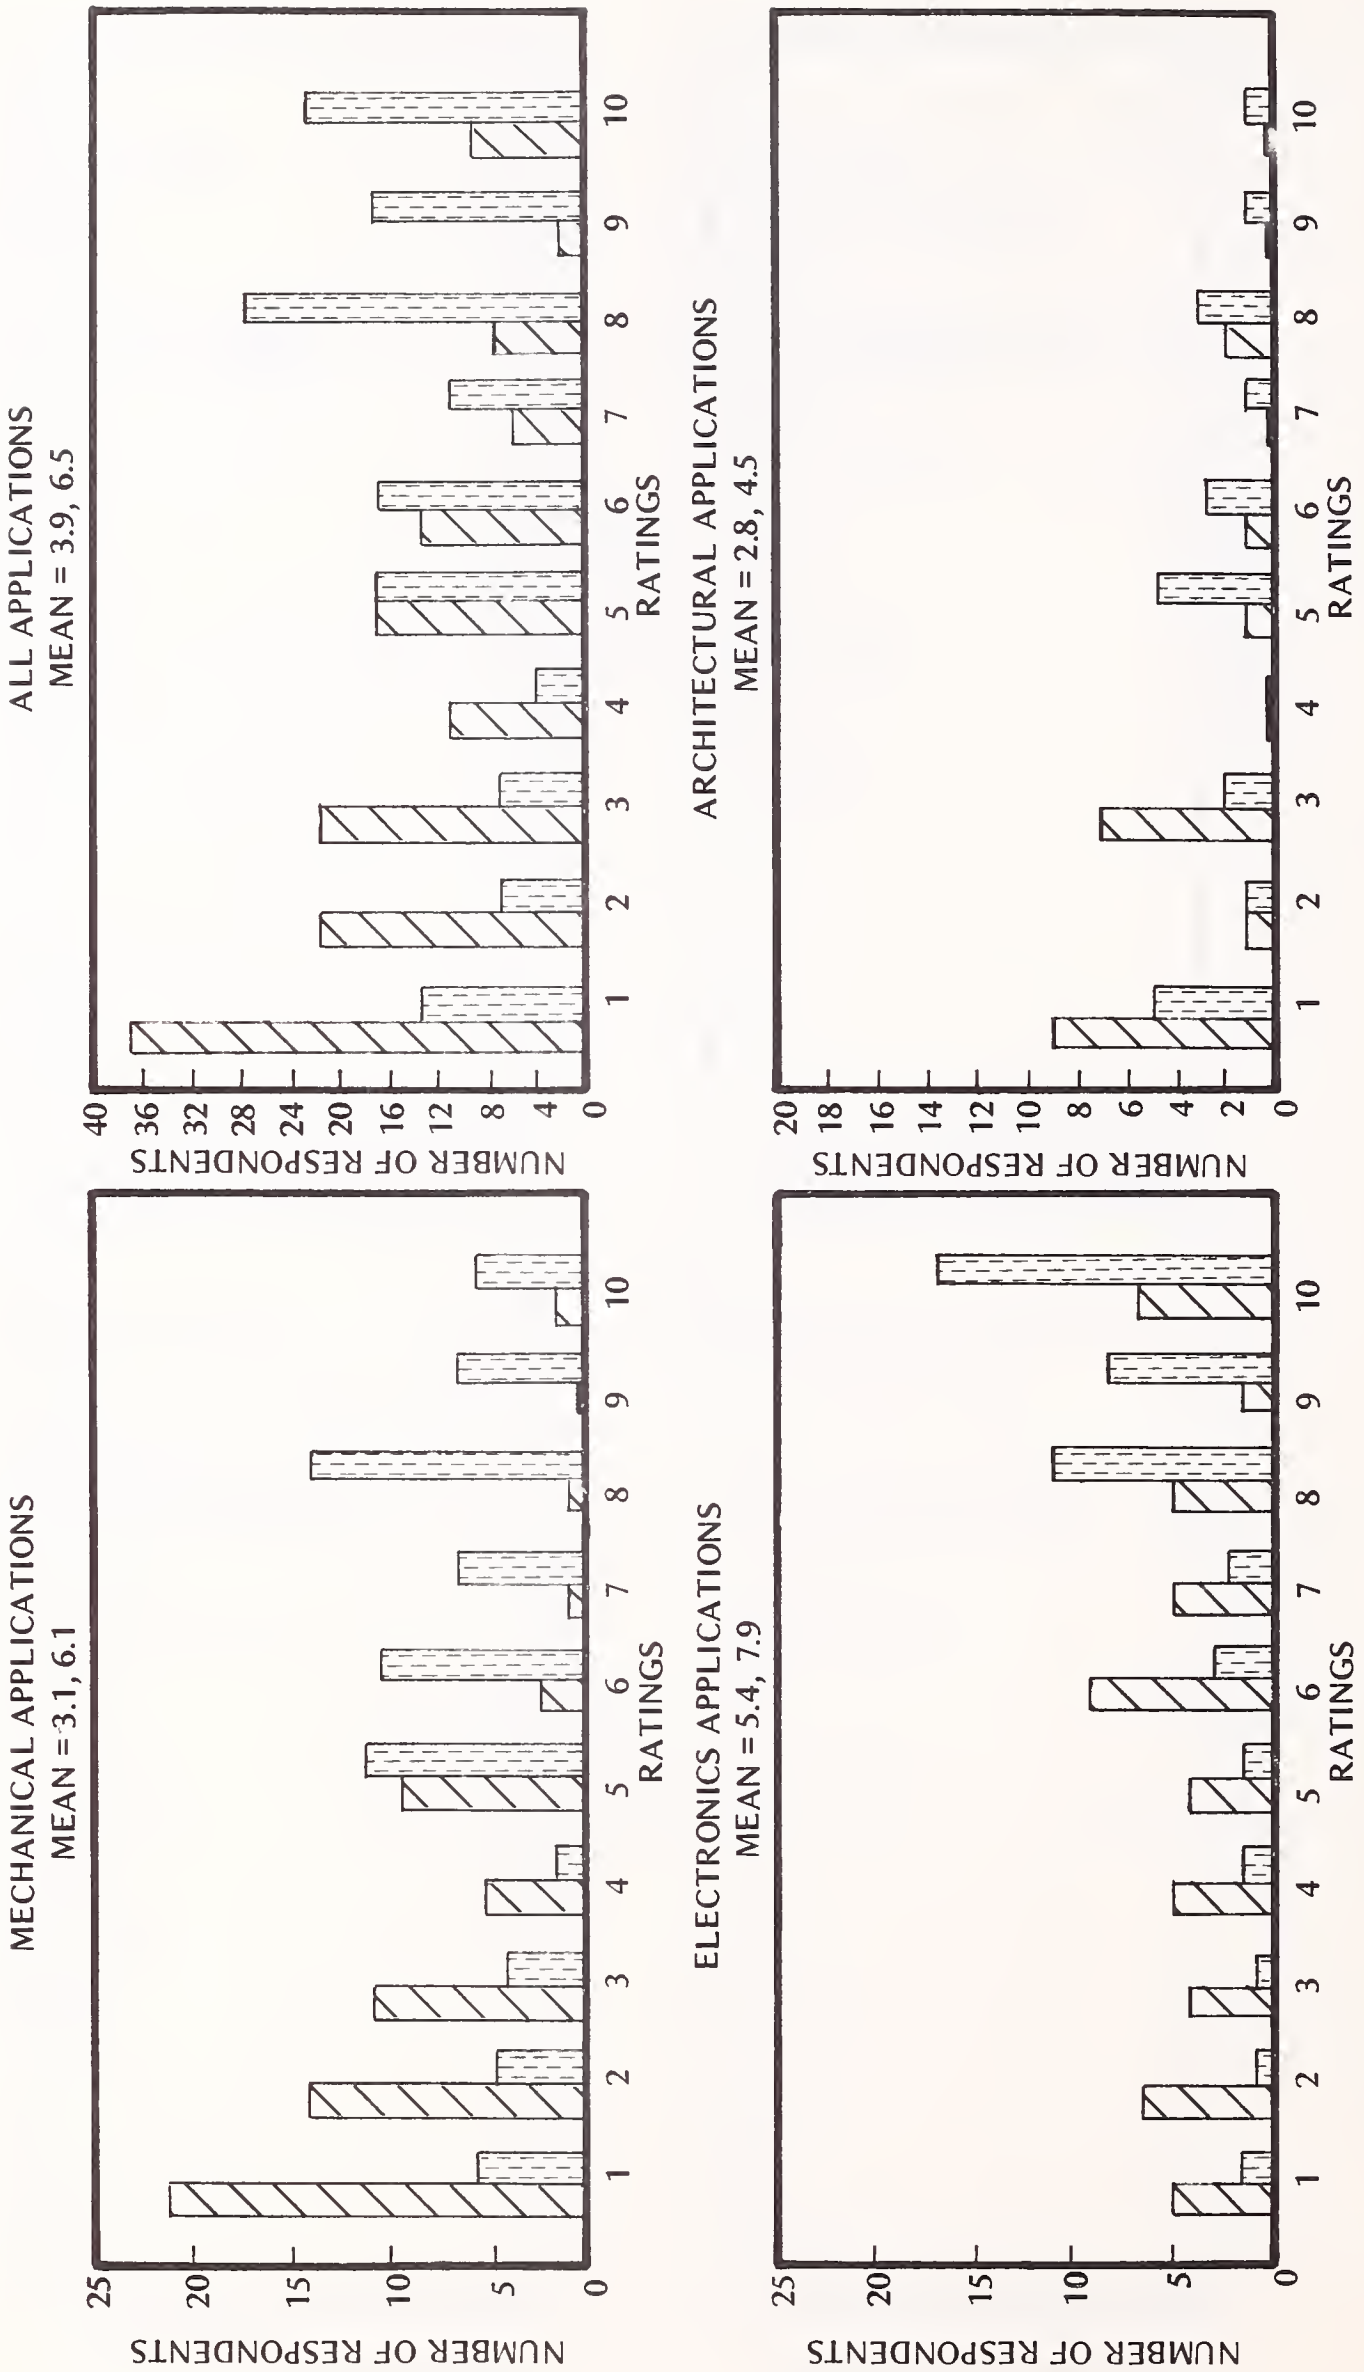 MECHANICAL APPLICATIONS
MEAN = 3.1, 6.1
NUMBER OF RESPONDENTS
25
20
15
10
5
0
1 2 3 4 5 6 7 8 9 10
RATINGS
ALL APPLICATIONS
MEAN = 3.9, 6.5
NUMBER OF RESPONDENTS
40
36
32
28
24
20
16
12
8
4
0
1 2 3 4 5 6 7 8 9 10
RATINGS
ELECTRONICS APPLICATIONS
MEAN = 5.4, 7.9
NUMBER OF RESPONDENTS
25
20
15
10
5
0
1 2 3 4 5 6 7 8 9 10
RATINGS
ARCHITECTURAL APPLICATIONS
MEAN = 2.8, 4.5
NUMBER OF RESPONDENTS
20
18
16
14
12
10
8
6
4
2
0
1 2 3 4 5 6 7 8 9 10
RATINGS